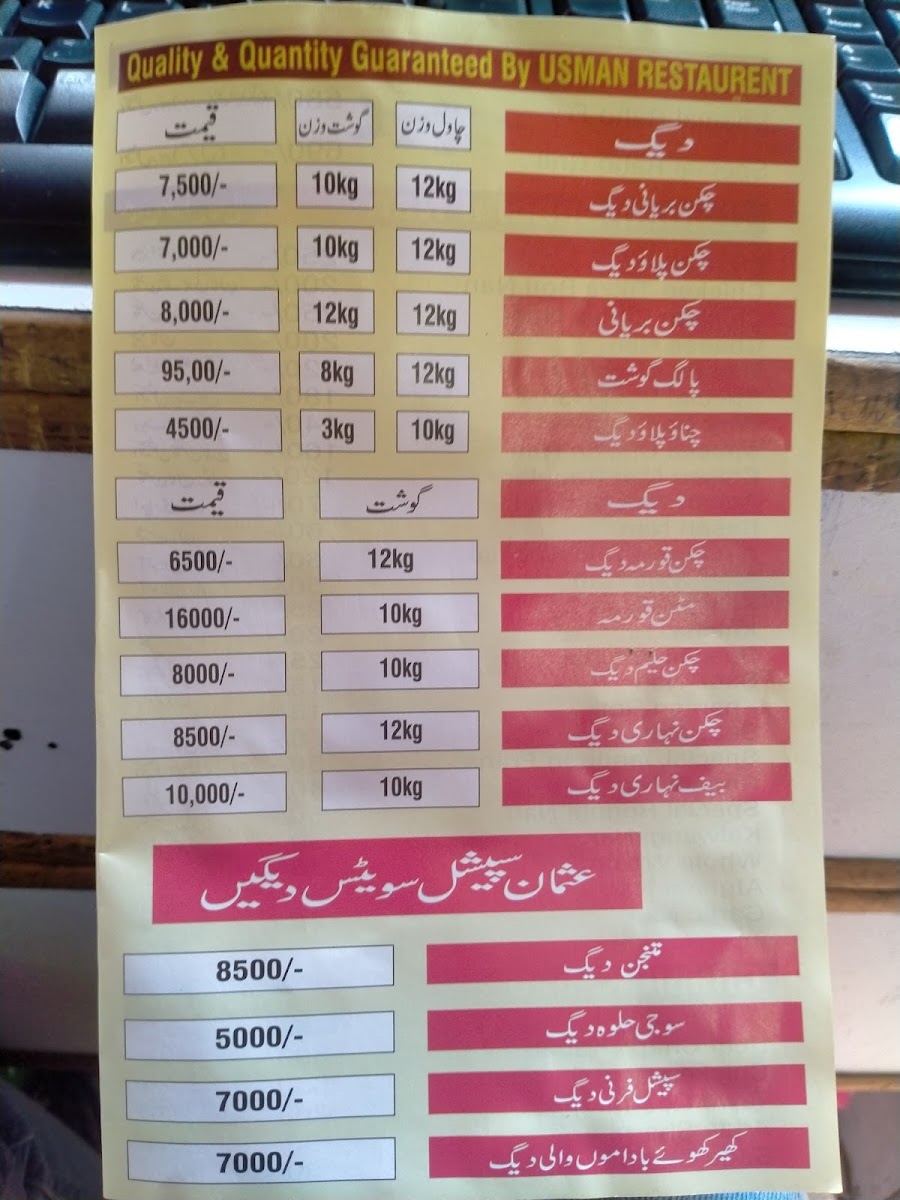 Quality & Quantity Guaranteed By USMAN RESTAURENT
دیگ چاول وزن گوشت وزن قیمت
چکن بریانی دیگ 12kg 10kg 7,500/-
چکن پلاؤ دیگ 12kg 10kg 7,000/-
چکن بریانی 12kg 12kg 8,000/-
پالگ گوشت 12kg 8kg 95,00/-
چناؤ پلاؤ دیگ 10kg 3kg 4500/-
دیگ گوشت قیمت
چکن قورمہ دیگ 12kg 6500/-
مٹن قورمہ 10kg 16000/-
چکن حلیم دیگ 10kg 8000/-
چکن نہاری دیگ 12kg 8500/-
بیف نہاری دیگ 10kg 10,000/-
عثمان سپیشل سویٹس دیگیں
متنجن دیگ 8500/-
سوجی حلوہ دیگ 5000/-
سپیشل فرنی دیگ 7000/-
کھیر کھوئے باداموں والی دیگ 7000/-